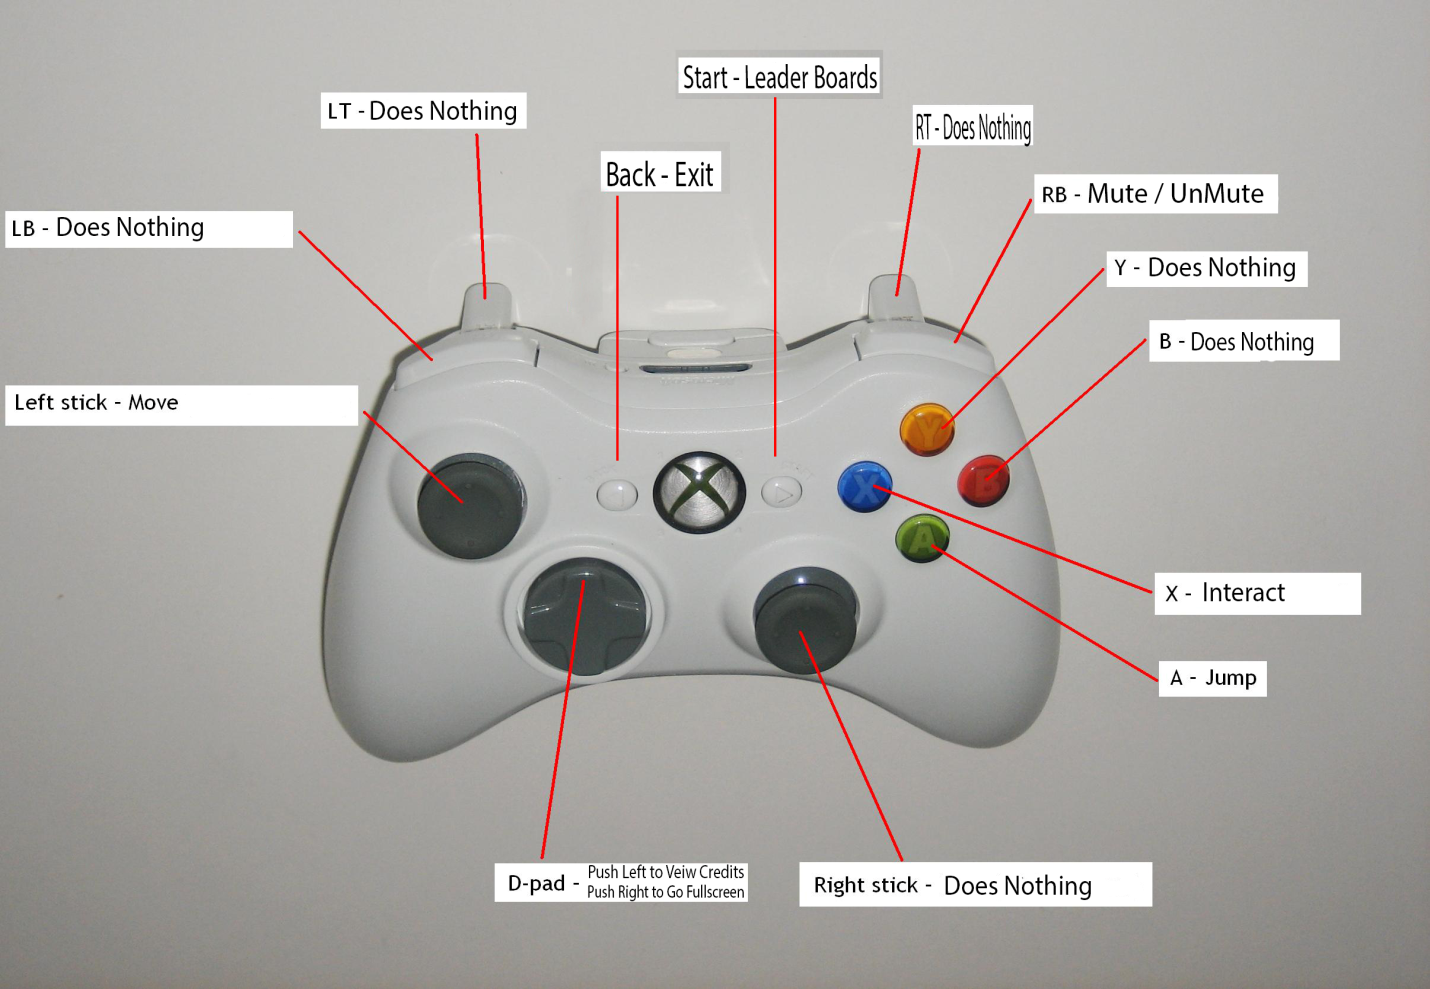 Start - Leader Boards
LT - Does Nothing
RT - Does Nothing
Back - Exit
RB - Mute / UnMute
LB - Does Nothing
Y - Does Nothing
B - Does Nothing
Left stick - Move
Y
X
B
A
X - Interact
A - Jump
D-pad - Push Left to Veiw Credits
Push Right to Go Fullscreen
Right stick - Does Nothing